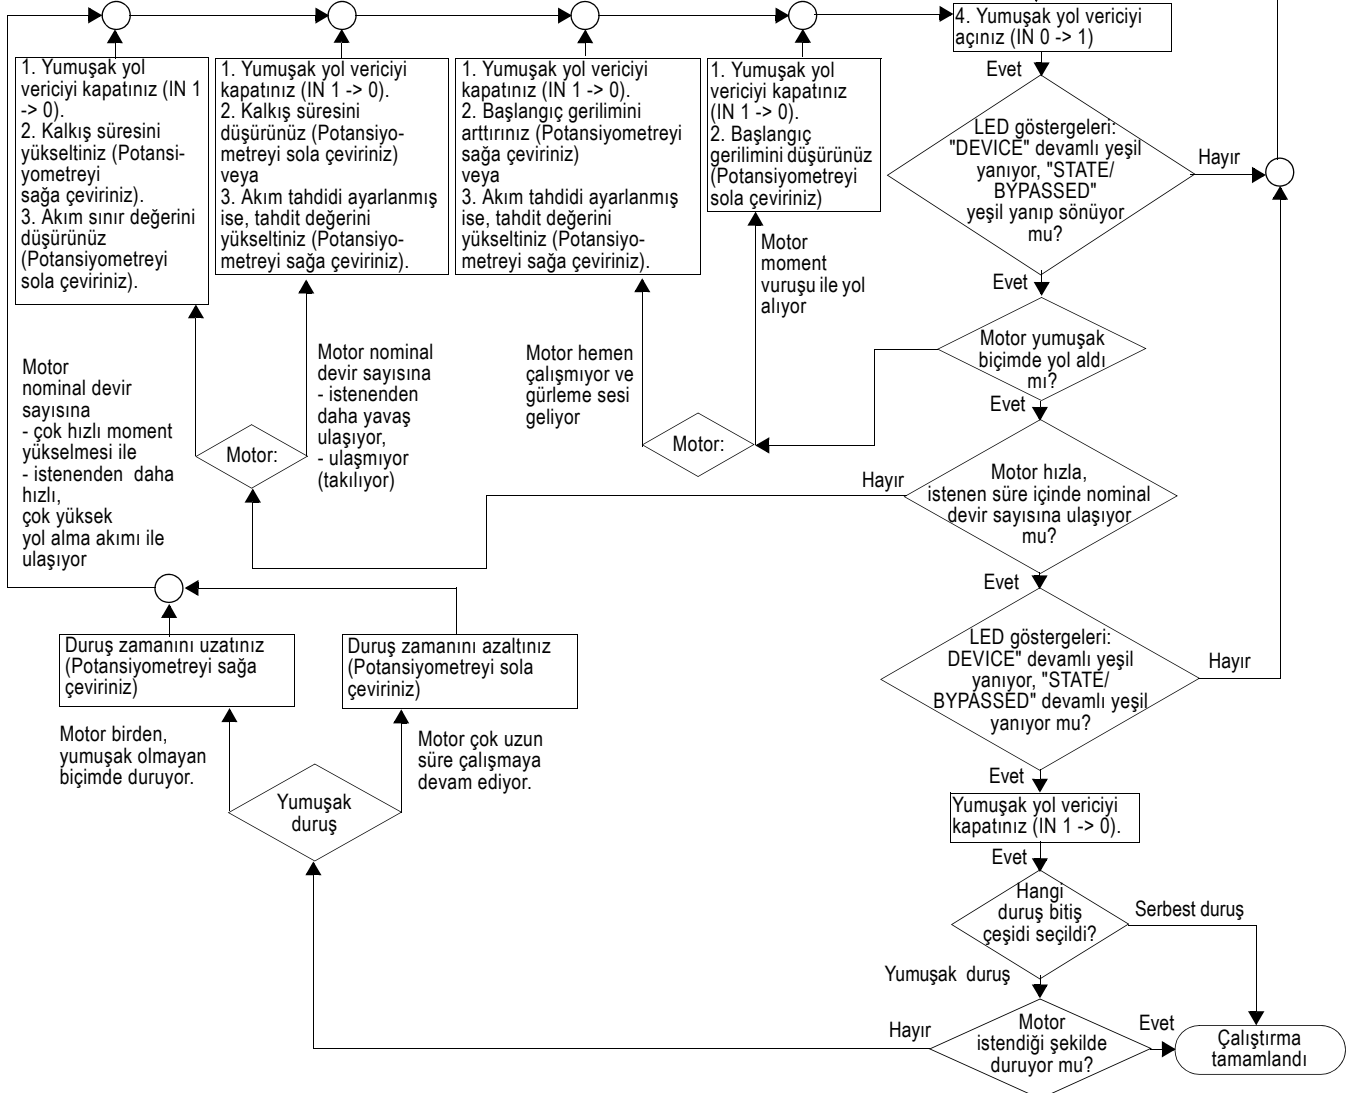 4. Yumuşak yol vericiyi
açınız (IN 0 -> 1)
1. Yumuşak yol
vericiyi kapatınız (IN 1
-> 0).
2. Kalkış süresini
yükseltiniz (Potansi-
yometreyi
sağa çeviriniz).
3. Akım sınır değerini
düşürünüz
(Potansiyometreyi
sola çeviriniz).
1. Yumuşak yol vericiyi
kapatınız (IN 1 -> 0).
2. Kalkış süresini
düşürünüz (Potansiyo-
metreyi sola çeviriniz)
veya
3. Akım tahdidi ayarlanmış
ise, tahdit değerini
yükseltiniz (Potansiyo-
metreyi sağa çeviriniz).
1. Yumuşak yol vericiyi
kapatınız (IN 1 -> 0).
2. Başlangıç gerilimini
arttırınız (Potansiyometreyi
sağa çeviriniz)
veya
3. Akım tahdidi ayarlanmış
ise, tahdit değerini
yükseltiniz (Potansiyo-
metreyi sağa çeviriniz).
1. Yumuşak yol
vericiyi kapatınız
(IN 1 -> 0).
2. Başlangıç
gerilimini düşürünüz
(Potansiyometreyi
sola çeviriniz)
Evet
LED göstergeleri:
"DEVICE" devamlı yeşil
yanıyor, "STATE/
BYPASSED"
yeşil yanıp sönüyor
mu?
Hayır
Motor
moment
vuruşu ile yol
alıyor
Evet
Motor yumuşak
biçimde yol aldı
mı?
Evet
Motor
nominal devir
sayısına
- çok hızlı moment
yükselmesi ile
- istenenden daha
hızlı,
çok yüksek
yol alma akımı ile
ulaşıyor
Motor:
Motor nominal
devir sayısına
- istenenden
daha yavaş
ulaşıyor,
- ulaşmıyor
(takılıyor)
Motor hemen
çalışmıyor ve
gürleme sesi
geliyor
Motor:
Hayır
Motor hızla,
istenen süre içinde nominal
devir sayısına ulaşıyor
mu?
Evet
LED göstergeleri:
DEVICE" devamlı yeşil
yanıyor, "STATE/
BYPASSED" devamlı yeşil
yanıyor mu?
Hayır
Duruş zamanını uzatınız
(Potansiyometreyi sağa
çeviriniz)
Duruş zamanını azaltınız
(Potansiyometreyi sola
çeviriniz)
Motor birden,
yumuşak olmayan
biçimde duruyor.
Motor çok uzun
süre çalışmaya
devam ediyor.
Yumuşak
duruş
Evet
Yumuşak yol vericiyi
kapatınız (IN 1 -> 0).
Evet
Hangi
duruş bitiş
çeşidi seçildi?
Serbest duruş
Yumuşak duruş
Hayır
Motor
istendiği şekilde
duruyor mu?
Evet
Çalıştırma
tamamlandı